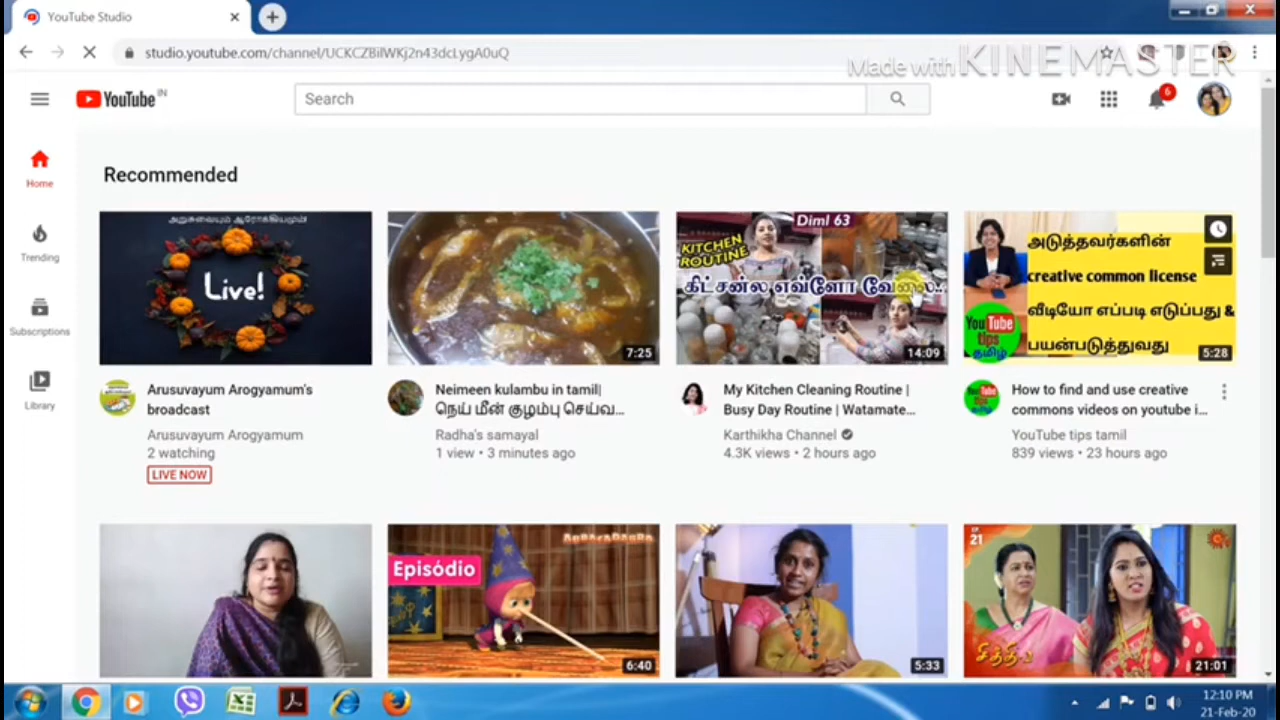 YouTube Studio
studio.youtube.com/channel/UCKCZBilWKj2n43dcLygA0uQ
Made with KINEMASTER
YouTube IN
Search
6
Home
Trending
Subscriptions
Library
Recommended
அறுசுவையும் ஆரோக்கியமும்!
Live!
7:25
Diml 63
KITCHEN
ROUTINE
கிட்சன்ல எவ்ளோ வேலை..
14:09
அடுத்தவர்களின்
creative common license
வீடியோ எப்படி எடுப்பது &
பயன்படுத்துவது
You Tube
tips
தமிழ்
5:28
Arusuvayum Arogyamum's
broadcast
Arusuvayum Arogyamum
2 watching
LIVE NOW
Neimeen kulambu in tamil|
நெய் மீன் குழம்பு செய்வ...
Radha's samayal
1 view • 3 minutes ago
My Kitchen Cleaning Routine |
Busy Day Routine | Watamate...
Karthikha Channel
4.3K views • 2 hours ago
How to find and use creative
commons videos on youtube i...
YouTube tips tamil
839 views • 23 hours ago
Episódio
6:40
5:33
EP
21
சித்தி-2
21:01
12:10 PM
21-Feb-20